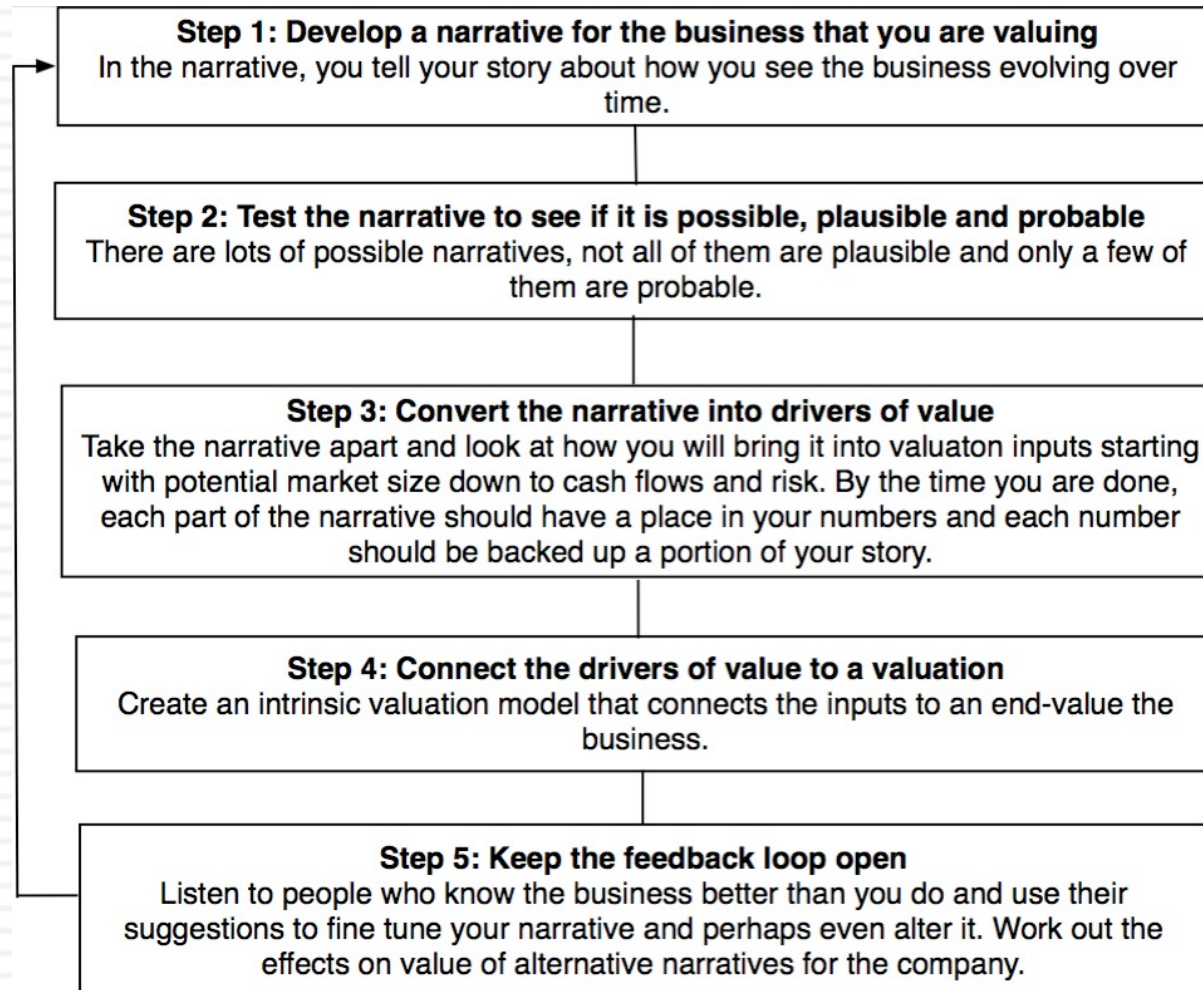 Step 1: Develop a narrative for the business that you are valuing
In the narrative, you tell your story about how you see the business evolving over
time.
Step 2: Test the narrative to see if it is possible, plausible and probable
There are lots of possible narratives, not all of them are plausible and only a few of
them are probable.
Step 3: Convert the narrative into drivers of value
Take the narrative apart and look at how you will bring it into valuaton inputs starting
with potential market size down to cash flows and risk. By the time you are done,
each part of the narrative should have a place in your numbers and each number
should be backed up a portion of your story.
Step 4: Connect the drivers of value to a valuation
Create an intrinsic valuation model that connects the inputs to an end-value the
business.
Step 5: Keep the feedback loop open
Listen to people who know the business better than you do and use their
suggestions to fine tune your narrative and perhaps even alter it. Work out the
effects on value of alternative narratives for the company.